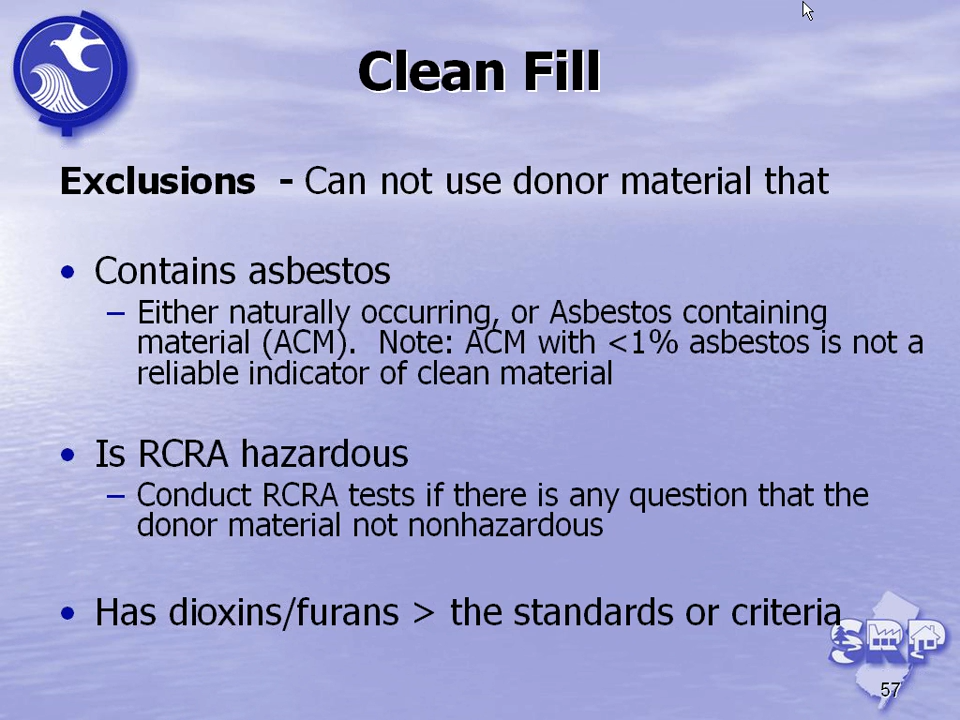 Clean Fill
Exclusions - Can not use donor material that
• Contains asbestos
– Either naturally occurring, or Asbestos containing
material (ACM). Note: ACM with <1% asbestos is not a
reliable indicator of clean material
• Is RCRA hazardous
– Conduct RCRA tests if there is any question that the
donor material not nonhazardous
• Has dioxins/furans > the standards or criteria
SRP
57